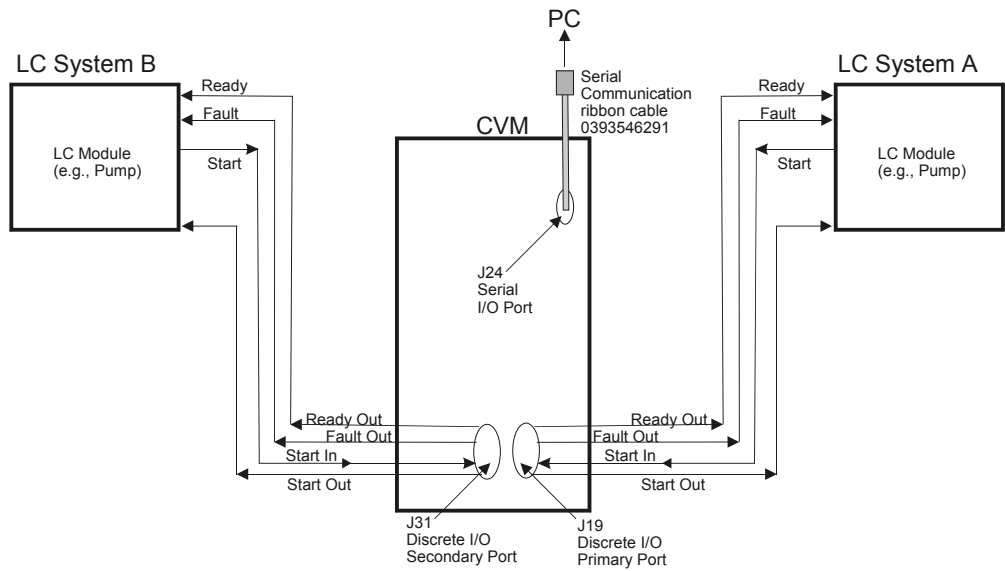 PC
LC System B
LC System A
Serial
Communication
ribbon cable
0393546291
Ready
Fault
Start
LC Module
(e.g., Pump)
CVM
Ready
Fault
Start
LC Module
(e.g., Pump)
J24
Serial
I/O Port
Ready Out
Fault Out
Start In
Start Out
Ready Out
Fault Out
Start In
Start Out
J31
Discrete I/O
Secondary Port
J19
Discrete I/O
Primary Port